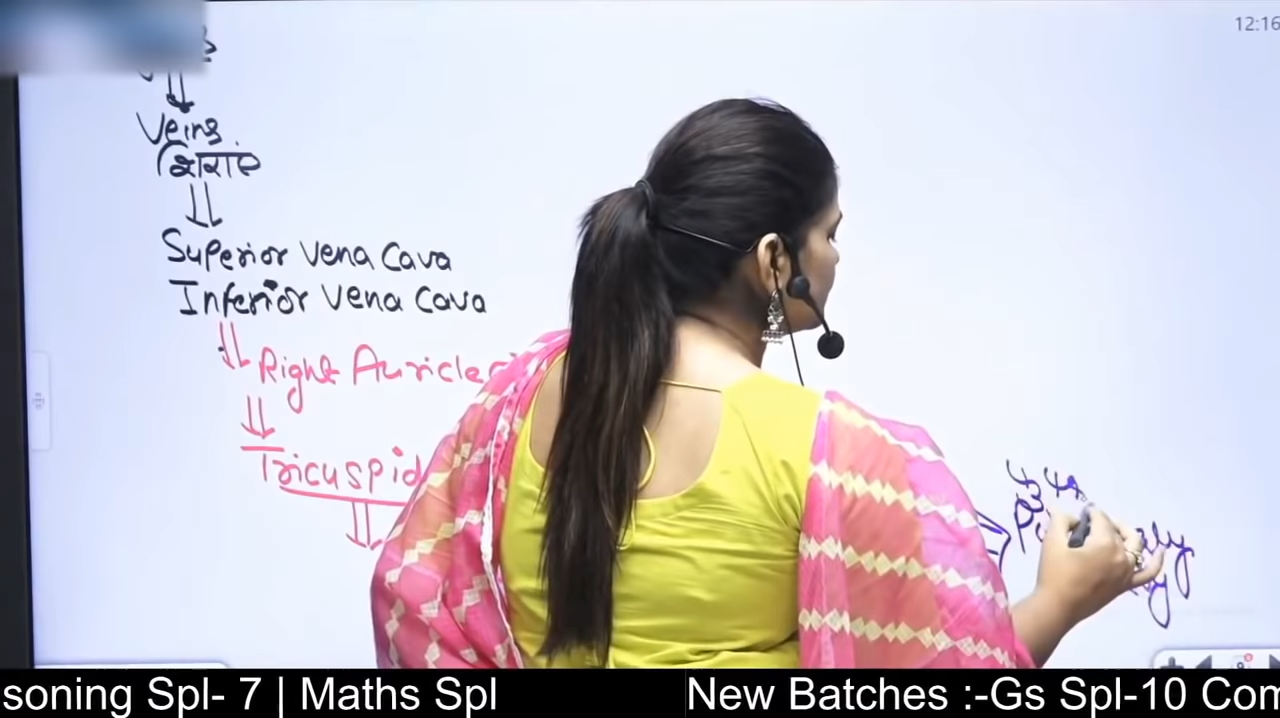 12:16
Veins
शिराएं
Superior Vena Cava
Inferior Vena Cava
Right Auricle
Tricuspid
soning Spl- 7 | Maths Spl New Batches :-Gs Spl-10 Com